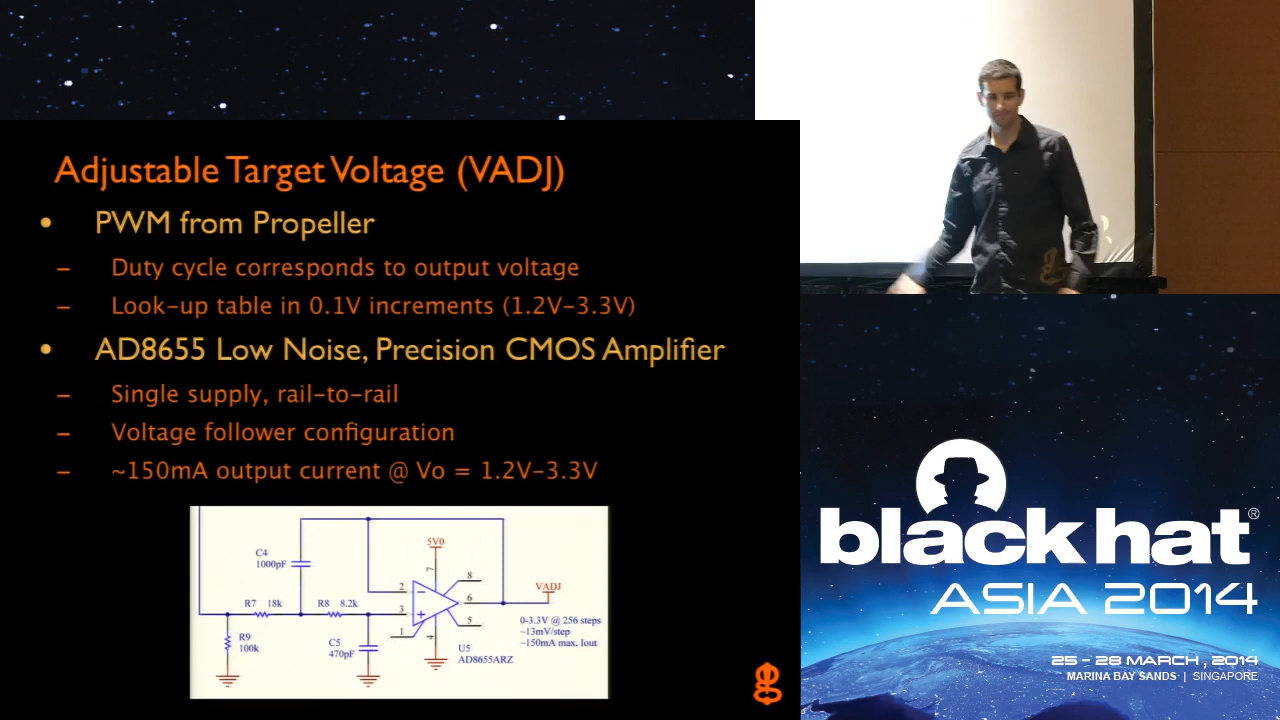 Adjustable Target Voltage (VADJ)
• PWM from Propeller
– Duty cycle corresponds to output voltage
– Look-up table in 0.1V increments (1.2V-3.3V)
• AD8655 Low Noise, Precision CMOS Amplifier
– Single supply, rail-to-rail
– Voltage follower configuration
– ~150mA output current @ Vo = 1.2V-3.3V
C4
1000pF
R7 18k
R8 8.2k
R9
100k
C5
470pF
5V0
7
8
2
3
6
1
4
5
VADJ
0-3.3V @ 256 steps
~13mV/step
~150mA max. Iout
U5
AD8655ARZ
black hat®
ASIA 2014
25 - 28 MARCH, 2014
MARINA BAY SANDS | SINGAPORE